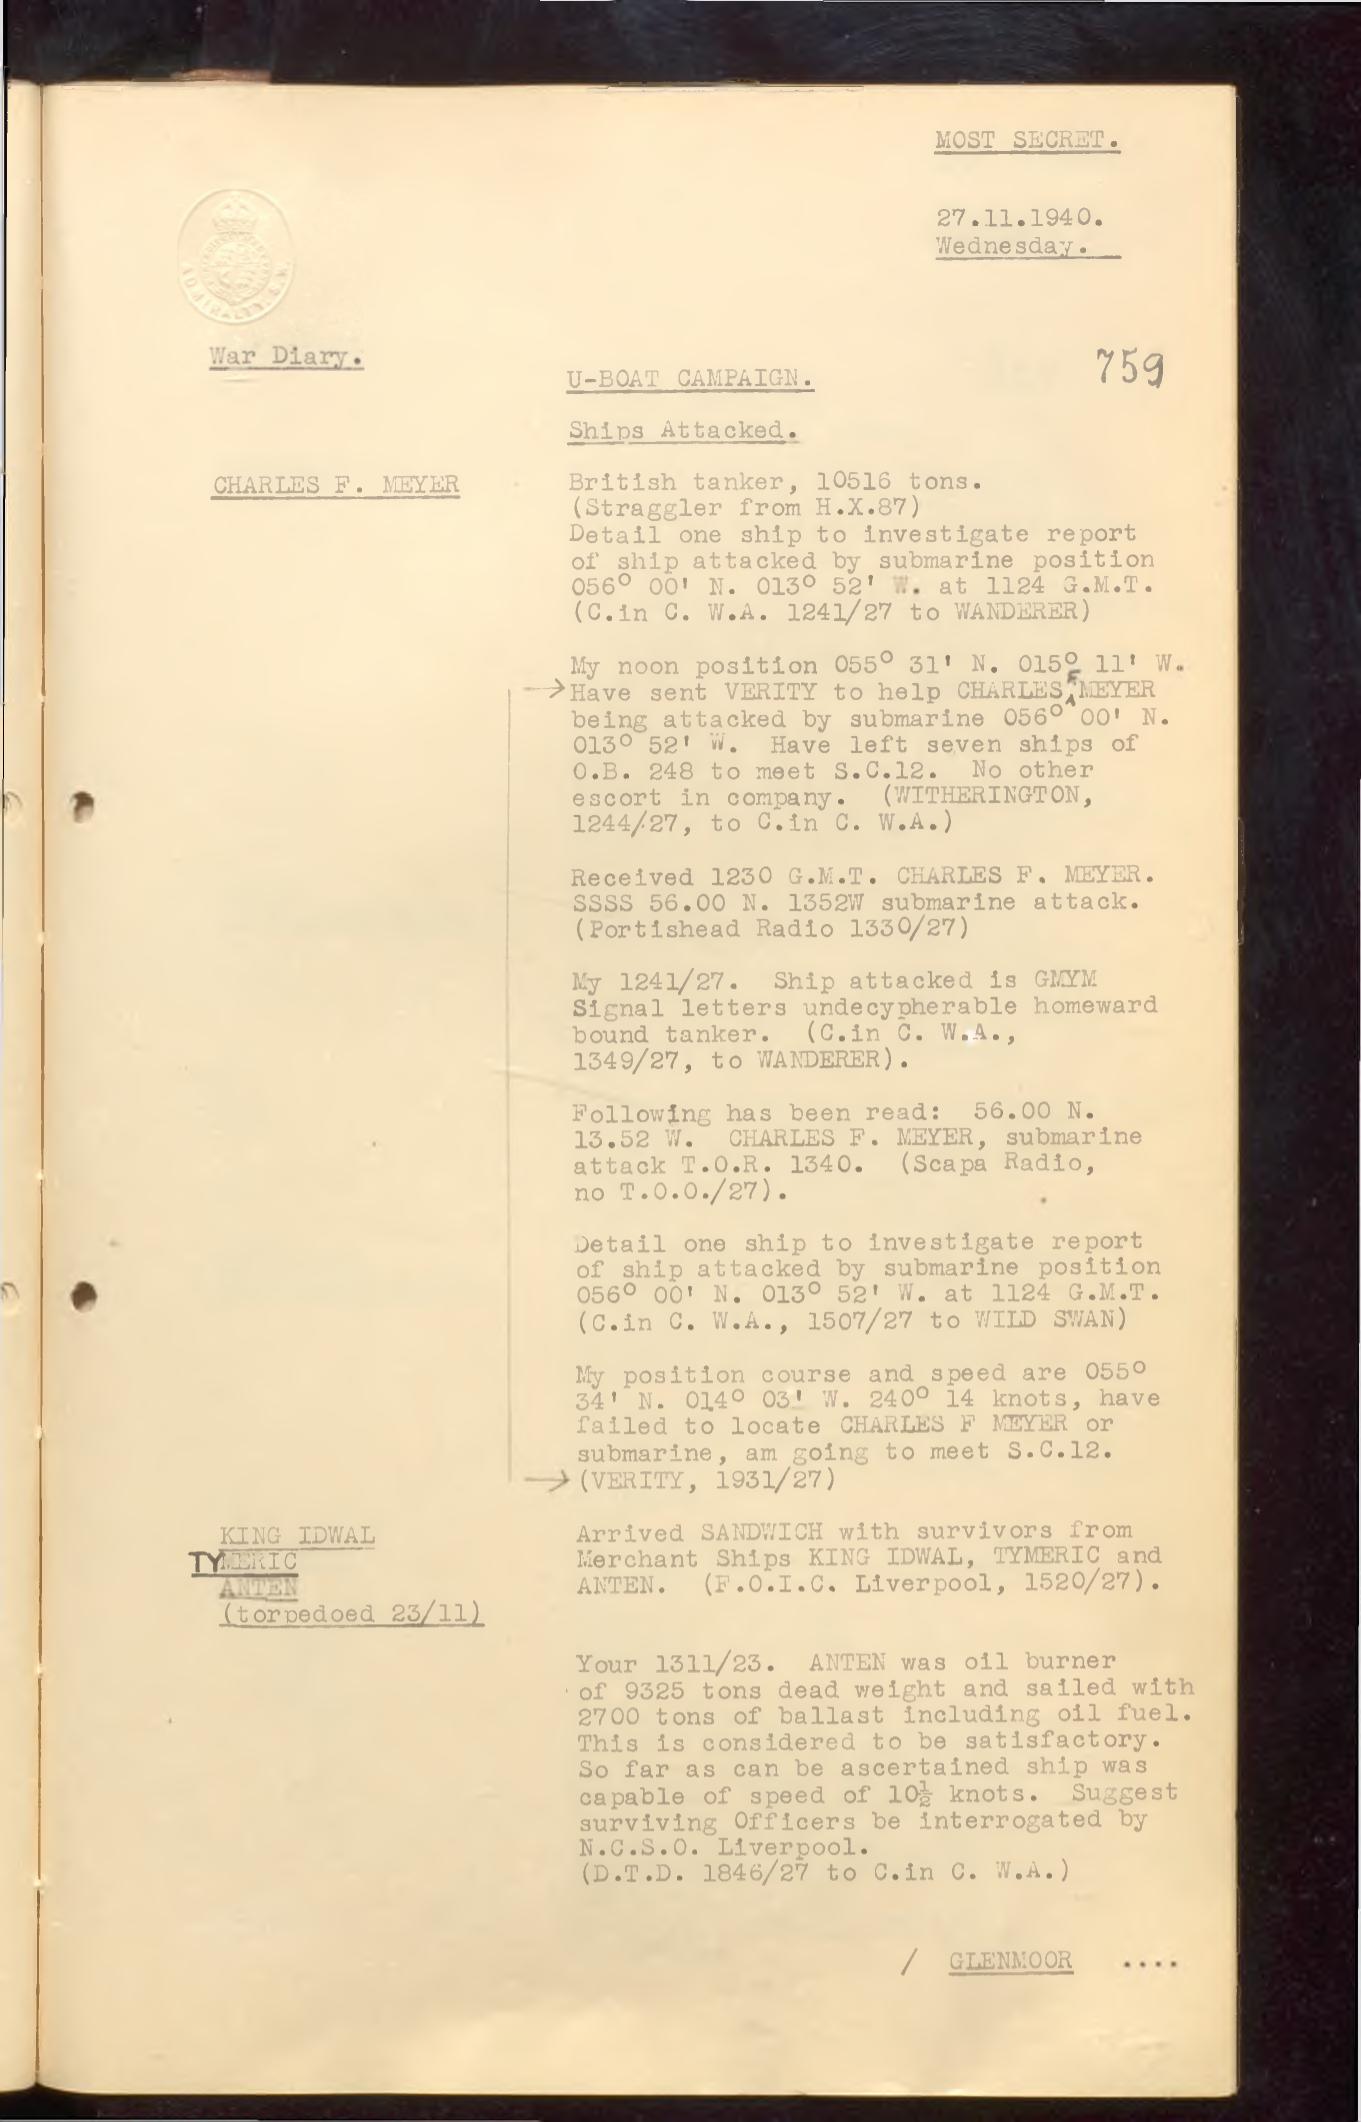 MOST SECRET.
27.11.1940.
Wednesday.
ADMIRALTY. S.W.
War Diary.
759
U-BOAT CAMPAIGN.
Ships Attacked.
CHARLES F. MEYER
British tanker, 10516 tons.
(Straggler from H.X.87)
Detail one ship to investigate report
of ship attacked by submarine position
056° 00' N. 013° 52' W. at 1124 G.M.T.
(C.in C. W.A. 1241/27 to WANDERER)
My noon position 055° 31' N. 015° 11' W.
Have sent VERITY to help CHARLES F MEYER
being attacked by submarine 056° 00' N.
013° 52' W. Have left seven ships of
O.B. 248 to meet S.C.12. No other
escort in company. (WITHERINGTON,
1244/27, to C.in C. W.A.)
Received 1230 G.M.T. CHARLES F. MEYER.
SSSS 56.00 N. 1352W submarine attack.
(Portishead Radio 1330/27)
My 1241/27. Ship attacked is GMYM
Signal letters undecypherable homeward
bound tanker. (C.in C. W.A.,
1349/27, to WANDERER).
Following has been read: 56.00 N.
13.52 W. CHARLES F. MEYER, submarine
attack T.O.R. 1340. (Scapa Radio,
no T.O.O./27).
Detail one ship to investigate report
of ship attacked by submarine position
056° 00' N. 013° 52' W. at 1124 G.M.T.
(C.in C. W.A., 1507/27 to WILD SWAN)
My position course and speed are 055°
34' N. 014° 03' W. 240° 14 knots, have
failed to locate CHARLES F MEYER or
submarine, am going to meet S.C.12.
(VERITY, 1931/27)
KING IDWAL
TYMERIC
ANTEN
(torpedoed 23/11)
Arrived SANDWICH with survivors from
Merchant Ships KING IDWAL, TYMERIC and
ANTEN. (F.O.I.C. Liverpool, 1520/27).
Your 1311/23. ANTEN was oil burner
of 9325 tons dead weight and sailed with
2700 tons of ballast including oil fuel.
This is considered to be satisfactory.
So far as can be ascertained ship was
capable of speed of 10½ knots. Suggest
surviving Officers be interrogated by
N.C.S.O. Liverpool.
(D.T.D. 1846/27 to C.in C. W.A.)
/ GLENMOOR ....